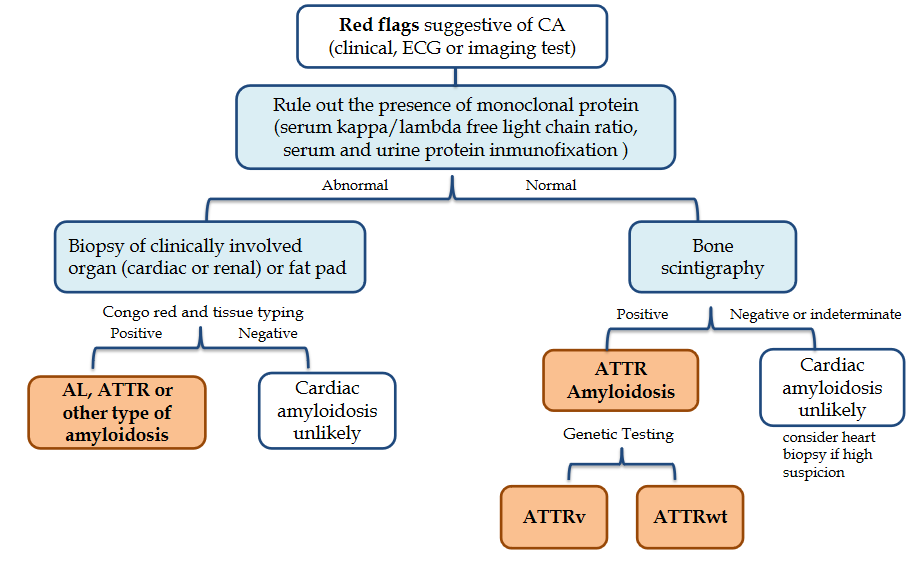 Red flags suggestive of CA
(clinical, ECG or imaging test)
Rule out the presence of monoclonal protein
(serum kappa/lambda free light chain ratio,
serum and urine protein inmunofixation )
Abnormal
Normal
Biopsy of clinically involved
organ (cardiac or renal) or fat pad
Bone
scintigraphy
Congo red and tissue typing
Positive
Negative
Positive
Negative or indeterminate
AL, ATTR or
other type of
amyloidosis
Cardiac
amyloidosis
unlikely
ATTR
Amyloidosis
Cardiac
amyloidosis
unlikely
consider heart
biopsy if high
suspicion
Genetic Testing
ATTRv
ATTRwt